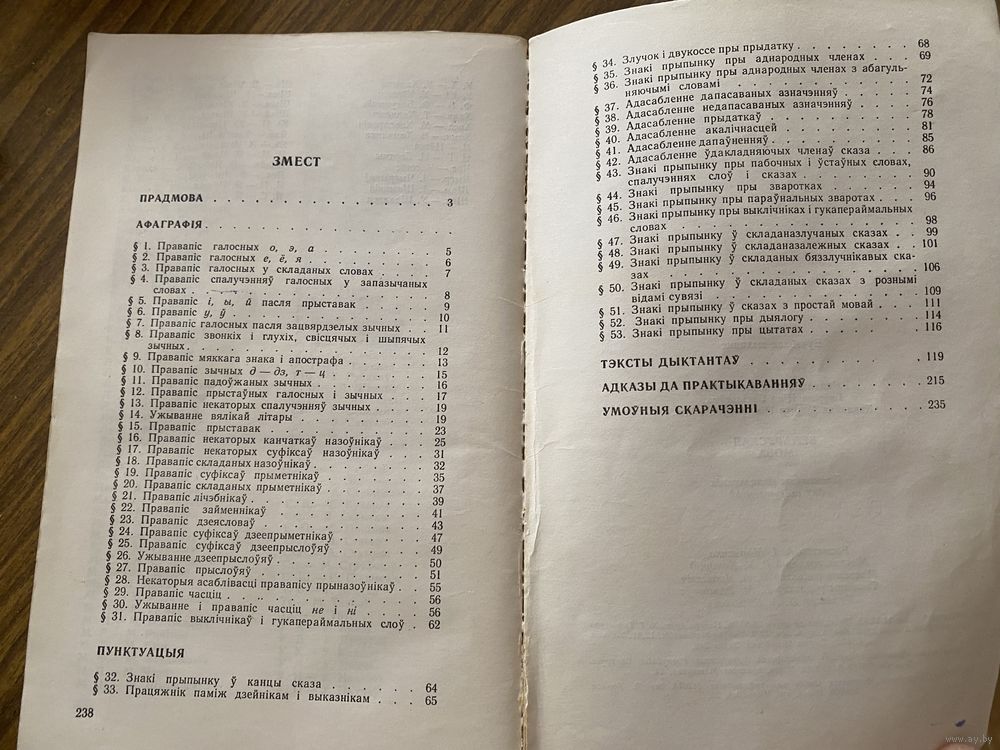 ЗМЕСТ
ПРАДМОВА . . . . . . . . . . . . . . . . 3
АФАГРАФІЯ . . . . . . . . . . . . . . . .
§ 1. Правапіс галосных о, э, а . . . . . . . . 5
§ 2. Правапіс галосных е, ё, я . . . . . . . . 6
§ 3. Правапіс галосных у складаных словах . . . . 7
§ 4. Правапіс спалучэнняў галосных у запазычаных
словах . . . . . . . . . . . . . . 8
§ 5. Правапіс і, ы, й пасля прыставак . . . . . 9
§ 6. Правапіс у, ў . . . . . . . . . . . . 10
§ 7. Правапіс галосных пасля зацвярдзелых зычных . . 11
§ 8. Правапіс звонкіх і глухіх, свісцячых і шыпячых
зычных . . . . . . . . . . . . . . 12
§ 9. Правапіс мяккага знака і апострафа . . . . . 13
§ 10. Правапіс зычных д — дз, т — ц . . . . . . 15
§ 11. Правапіс падоўжаных зычных . . . . . . . 16
§ 12. Правапіс прыстаўных галосных і зычных . . . 17
§ 13. Правапіс некаторых спалучэнняў зычных . . . 19
§ 14. Ужыванне вялікай літары . . . . . . . . 19
§ 15. Правапіс прыставак . . . . . . . . . . 23
§ 16. Правапіс некаторых канчаткаў назоўнікаў . . . 25
§ 17. Правапіс некаторых суфіксаў назоўнікаў . . . 31
§ 18. Правапіс складаных назоўнікаў . . . . . . . 32
§ 19. Правапіс суфіксаў прыметнікаў . . . . . . 35
§ 20. Правапіс складаных прыметнікаў . . . . . . 37
§ 21. Правапіс лічэбнікаў . . . . . . . . . . 39
§ 22. Правапіс займеннікаў . . . . . . . . . 41
§ 23. Правапіс дзеясловаў . . . . . . . . . . 43
§ 24. Правапіс суфіксаў дзеепрыметнікаў . . . . . 47
§ 25. Правапіс суфіксаў дзеепрыслоўяў . . . . . . 49
§ 26. Ужыванне дзеепрыслоўяў . . . . . . . . . 50
§ 27. Правапіс прыслоўяў . . . . . . . . . . 51
§ 28. Некаторыя асаблівасці правапісу прыназоўнікаў . . 55
§ 29. Правапіс часціц . . . . . . . . . . . 56
§ 30. Ужыванне і правапіс часціц не і ні . . . . 56
§ 31. Правапіс выклічнікаў і гукапераймальных слоў . 62
ПУНКТУАЦЫЯ
§ 32. Знакі прыпынку ў канцы сказа . . . . . . 64
§ 33. Працяжнік паміж дзейнікам і выказнікам . . . 65
238
§ 34. Злучок і двукоссе пры прыдатку . . . . . . . 68
§ 35. Знакі прыпынку пры аднародных членах . . . 69
§ 36. Знакі прыпынку пры аднародных членах з абагуль-
няючымі словамі . . . . . . . . . . . 72
§ 37. Адасабленне дапасаваных азначэнняў . . . . 74
§ 38. Адасабленне недапасаваных азначэнняў . . . . 76
§ 39. Адасабленне прыдаткаў . . . . . . . . . 78
§ 40. Адасабленне акалічнасцей . . . . . . . . 81
§ 41. Адасабленне дапаўненняў . . . . . . . . 85
§ 42. Адасабленне ўдакладняючых членаў сказа . . . 86
§ 43. Знакі прыпынку пры пабочных і ўстаўных словах,
спалучэннях слоў і сказах . . . . . . . . 90
§ 44. Знакі прыпынку пры зваротках . . . . . . 94
§ 45. Знакі прыпынку пры параўнальных зваротах . . 96
§ 46. Знакі прыпынку пры выклічніках і гукапераймальных
словах . . . . . . . . . . . . . . 98
§ 47. Знакі прыпынку ў складаназлучаных сказах . . 99
§ 48. Знакі прыпынку ў складаназалежных сказах . . 101
§ 49. Знакі прыпынку ў складаных бяззлучнікавых ска-
зах . . . . . . . . . . . . . . . 106
§ 50. Знакі прыпынку ў складаных сказах з рознымі
відамі сувязі . . . . . . . . . . . . 109
§ 51. Знакі прыпынку ў сказах з простай мовай . . . 111
§ 52. Знакі прыпынку пры дыялогу . . . . . . . 114
§ 53. Знакі прыпынку пры цытатах . . . . . . . 116
ТЭКСТЫ ДЫКТАНТАЎ . . . . . . . . . . . 119
АДКАЗЫ ДА ПРАКТЫКАВАННЯЎ . . . . . . . . 215
УМОЎНЫЯ СКАРАЧЭННІ . . . . . . . . . . . 235
www.ay.by